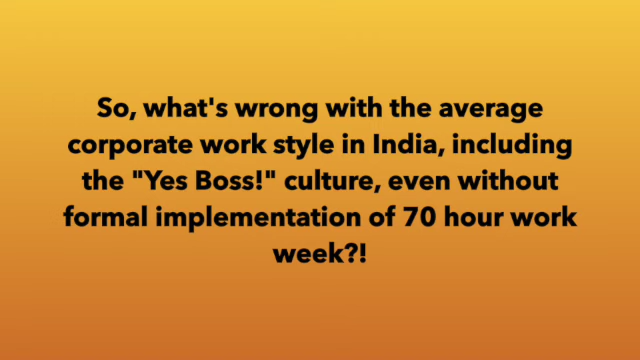 So, what's wrong with the average
corporate work style in India, including
the "Yes Boss!" culture, even without
formal implementation of 70 hour work
week?!